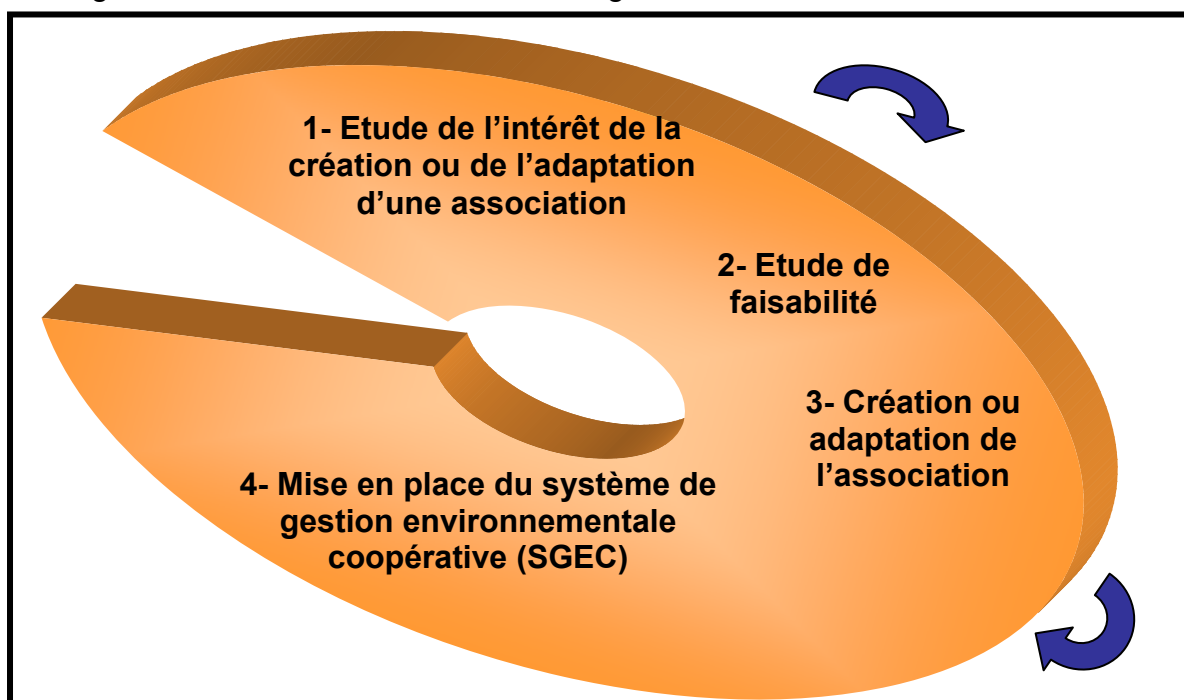 1- Etude de l’intérêt de la
création ou de l’adaptation
d’une association
2- Etude de
faisabilité
3- Création ou
adaptation de
l’association
4- Mise en place du système de
gestion environnementale
coopérative (SGEC)